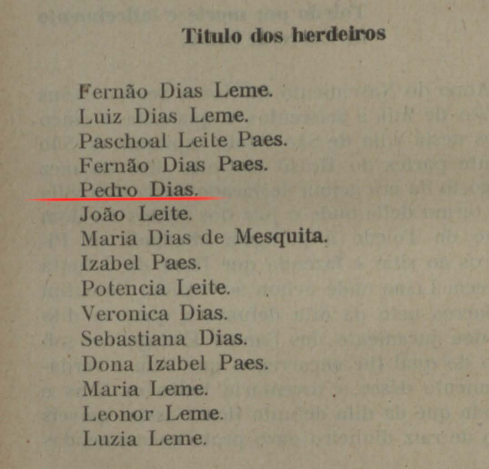 Titulo dos herdeiros
Fernão Dias Leme.
Luiz Dias Leme.
Paschoal Leite Paes.
Fernão Dias Paes.
Pedro Dias.
João Leite.
Maria Dias de Mesquita.
Izabel Paes.
Potencia Leite.
Veronica Dias.
Sebastiana Dias.
Dona Izabel Paes.
Maria Leme.
Leonor Leme.
Luzia Leme.